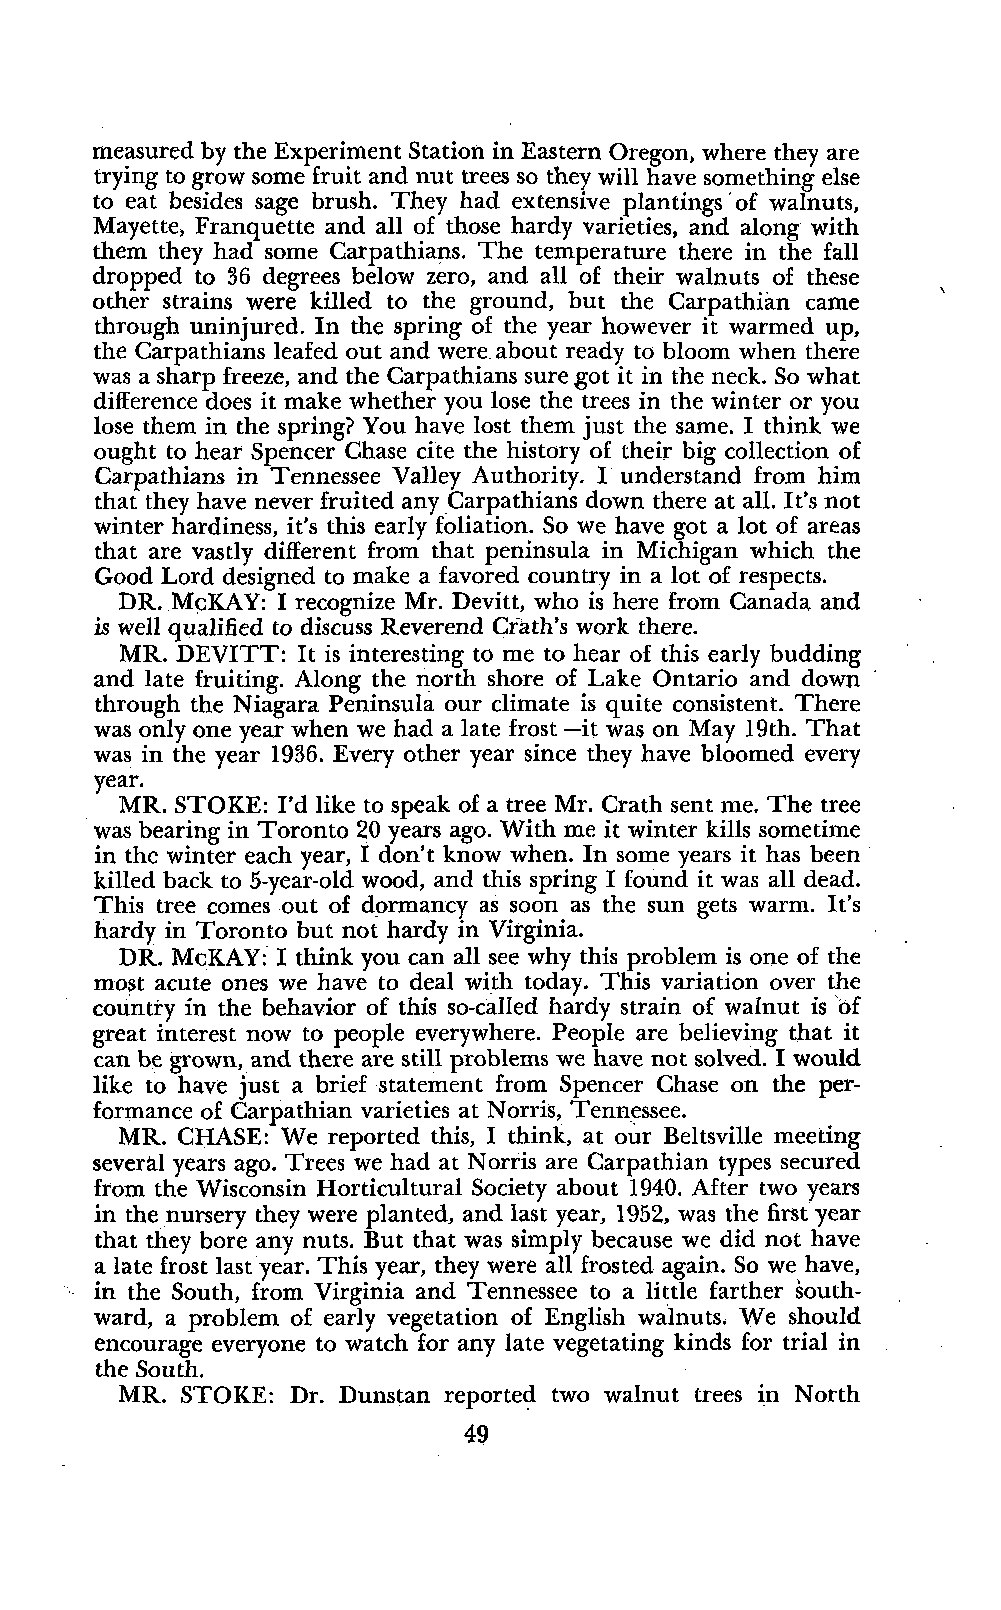 measured by the Experiment Station in Eastern Oregon, where they are
trying to grow some fruit and nut trees so they will have something else
to eat besides sage brush. They had extensive plantings of walnuts,
Mayette, Franquette and all of those hardy varieties, and along with
them they had some Carpathians. The temperature there in the fall
dropped to 36 degrees below zero, and all of their walnuts of these
other strains were killed to the ground, but the Carpathian came
through uninjured. In the spring of the year however it warmed up,
the Carpathians leafed out and were about ready to bloom when there
was a sharp freeze, and the Carpathians sure got it in the neck. So what
difference does it make whether you lose the trees in the winter or you
lose them in the spring? You have lost them just the same. I think we
ought to hear Spencer Chase cite the history of their big collection of
Carpathians in Tennessee Valley Authority. I understand from him
that they have never fruited any Carpathians down there at all. It's not
winter hardiness, it's this early foliation. So we have got a lot of areas
that are vastly different from that peninsula in Michigan which the
Good Lord designed to make a favored country in a lot of respects.
DR. McKAY: I recognize Mr. Devitt, who is here from Canada and
is well qualified to discuss Reverend Crath's work there.
MR. DEVITT: It is interesting to me to hear of this early budding
and late fruiting. Along the north shore of Lake Ontario and down
through the Niagara Peninsula our climate is quite consistent. There
was only one year when we had a late frost—it was on May 19th. That
was in the year 1936. Every other year since they have bloomed every
year.
MR. STOKE: I'd like to speak of a tree Mr. Crath sent me. The tree
was bearing in Toronto 20 years ago. With me it winter kills sometime
in the winter each year, I don't know when. In some years it has been
killed back to 5-year-old wood, and this spring I found it was all dead.
This tree comes out of dormancy as soon as the sun gets warm. It's
hardy in Toronto but not hardy in Virginia.
DR. McKAY: I think you can all see why this problem is one of the
most acute ones we have to deal with today. This variation over the
country in the behavior of this so-called hardy strain of walnut is of
great interest now to people everywhere. People are believing that it
can be grown, and there are still problems we have not solved. I would
like to have just a brief statement from Spencer Chase on the per-
formance of Carpathian varieties at Norris, Tennessee.
MR. CHASE: We reported this, I think, at our Beltsville meeting
several years ago. Trees we had at Norris are Carpathian types secured
from the Wisconsin Horticultural Society about 1940. After two years
in the nursery they were planted, and last year, 1952, was the first year
that they bore any nuts. But that was simply because we did not have
a late frost last year. This year, they were all frosted again. So we have,
in the South, from Virginia and Tennessee to a little farther south-
ward, a problem of early vegetation of English walnuts. We should
encourage everyone to watch for any late vegetating kinds for trial in
the South.
MR. STOKE: Dr. Dunstan reported two walnut trees in North
49